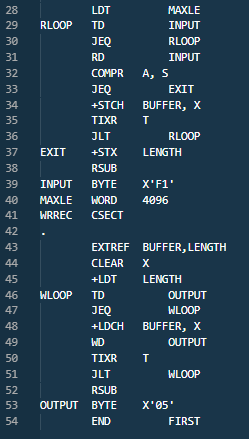 28 LDT MAXLE
29 RLOOP TD INPUT
30 JEQ RLOOP
31 RD INPUT
32 COMPR A, S
33 JEQ EXIT
34 +STCH BUFFER, X
35 TIXR T
36 JLT RLOOP
37 EXIT +STX LENGTH
38 RSUB
39 INPUT BYTE X'F1'
40 MAXLE WORD 4096
41 WRREC CSECT
42 .
43 EXTREF BUFFER,LENGTH
44 CLEAR X
45 +LDT LENGTH
46 WLOOP TD OUTPUT
47 JEQ WLOOP
48 +LDCH BUFFER, X
49 WD OUTPUT
50 TIXR T
51 JLT WLOOP
52 RSUB
53 OUTPUT BYTE X'05'
54 END FIRST